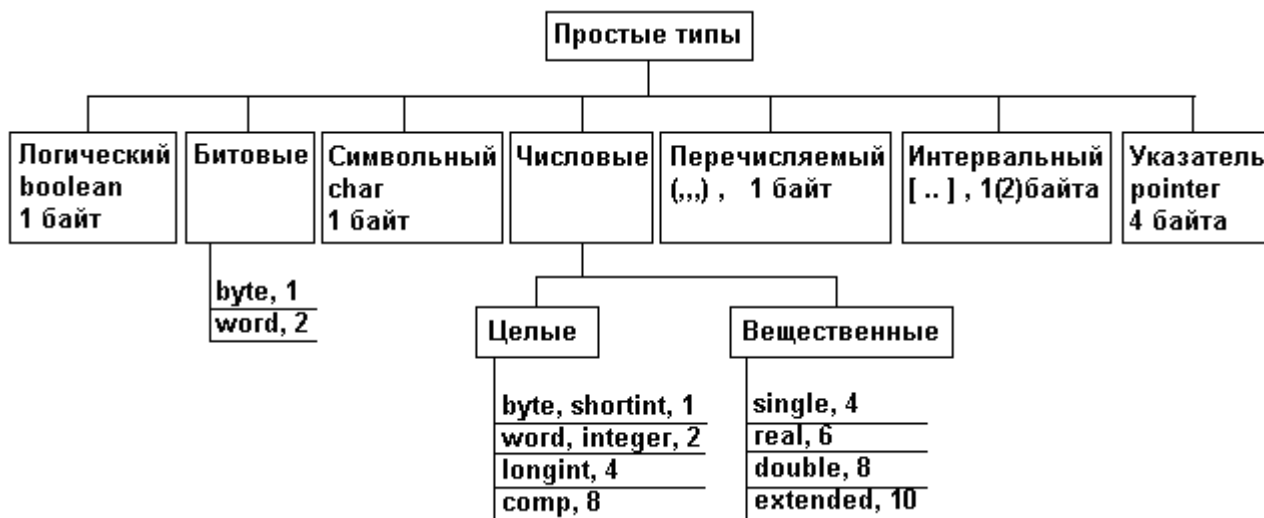 Простые типы
Логический
boolean
1 байт
Битовые
Символьный
char
1 байт
Числовые
Перечисляемый
(,,,) ,   1 байт
Интервальный
[ .. ] , 1(2)байта
Указатель
pointer
4 байта
byte, 1
word, 2
Целые
Вещественные
byte, shortint, 1
word, integer, 2
longint, 4
comp, 8
single, 4
real, 6
double, 8
extended, 10